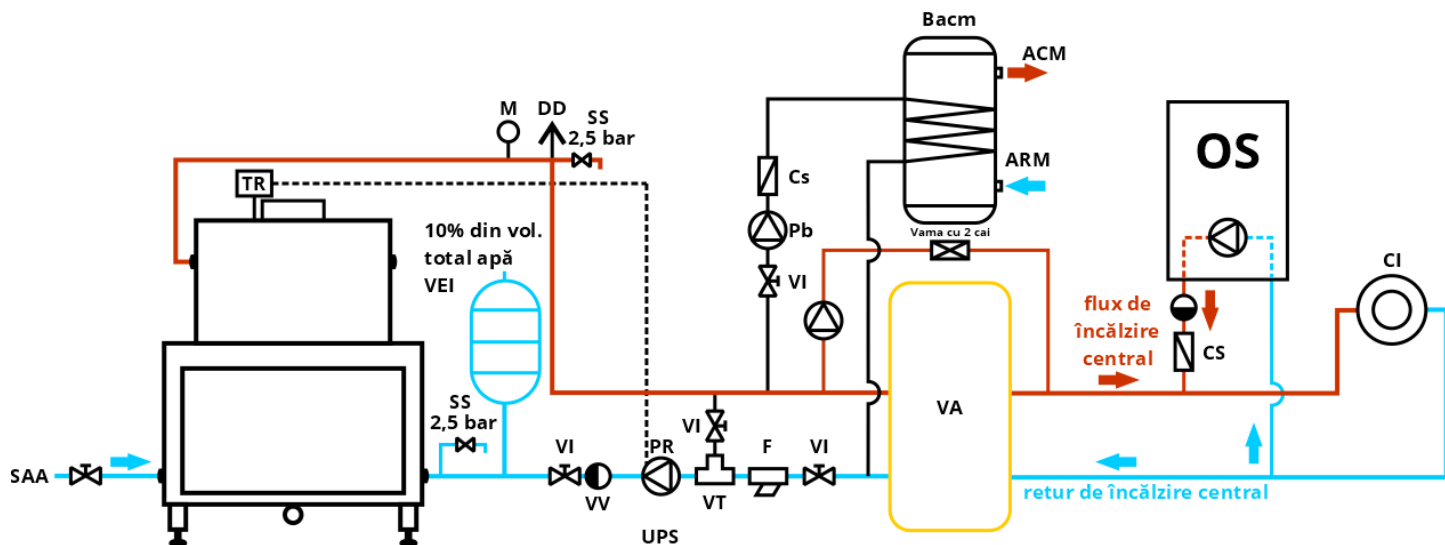 Bacm
ACM
M
DD
SS
2,5 bar
OS
TR
Cs
ARM
10% din vol.
total apă
VEI
Pb
Vama cu 2 cai
VI
CI
flux de
încălzire
central
CS
SS
2,5 bar
VA
VI
VI
PR
F
VI
SAA
VV
VT
retur de încălzire central
UPS